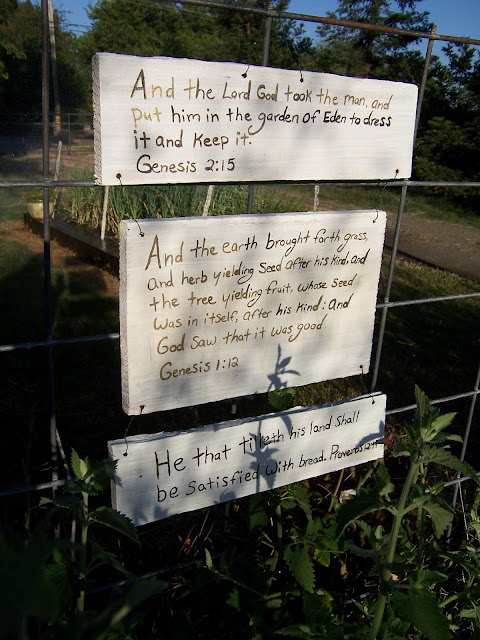 And the Lord God took the man, and
put him in the garden of Eden to dress
it and keep it.
Genesis 2:15
And the earth brought forth grass,
and herb yielding seed after his kind, and
the tree yielding fruit, whose seed
was in itself, after his kind: and
God saw that it was good
Genesis 1:12
He that tilleth his land shall
be satisfied with bread. Proverbs 12:11